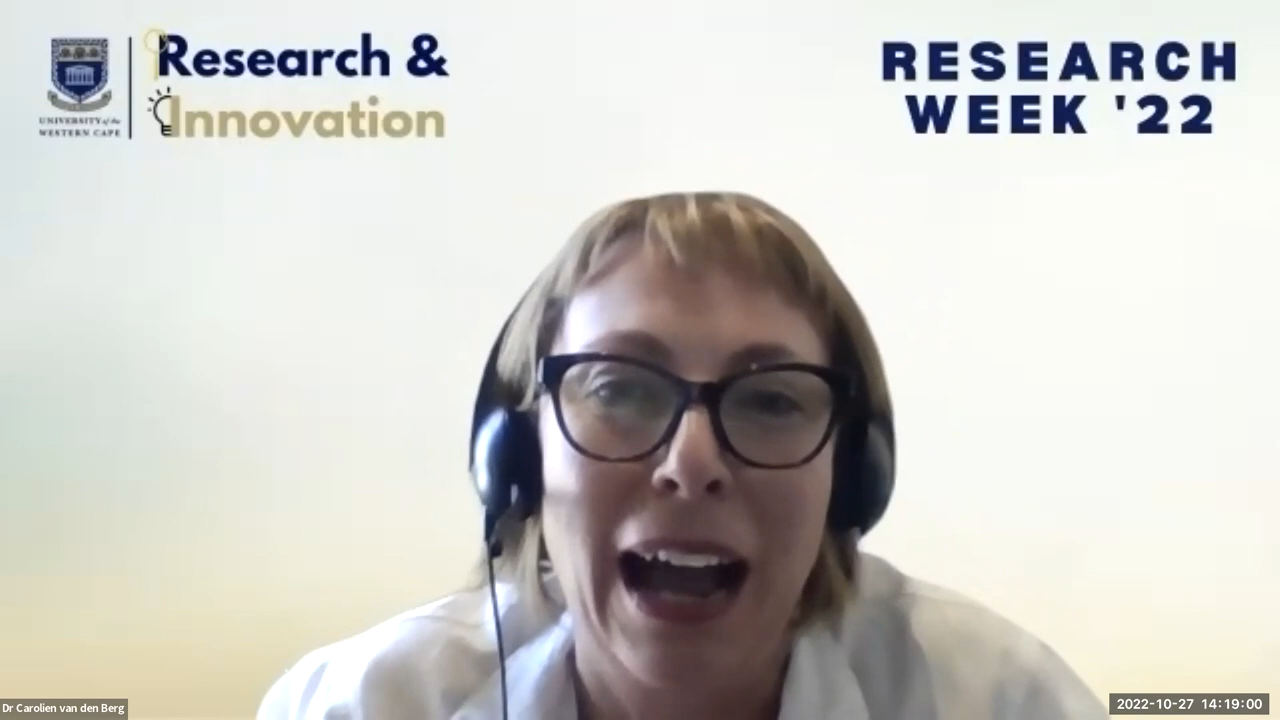 Research &
Innovation
UNIVERSITY of the
WESTERN CAPE
RESEARCH
WEEK '22
Dr Carolien van den Berg
2022-10-27 14:19:00